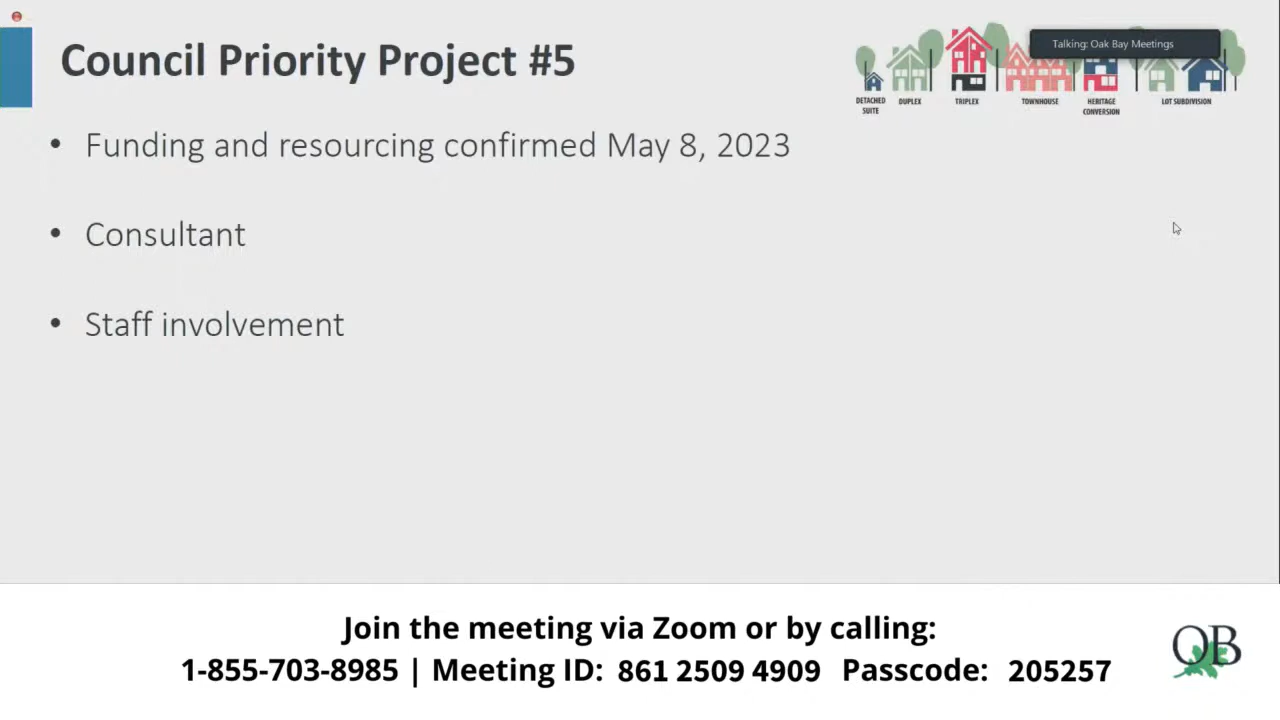 Council Priority Project #5
Talking: Oak Bay Meetings
DETACHED SUITE
DUPLEX
TRIPLEX
TOWNHOUSE
HERITAGE CONVERSION
LOT SUBDIVISION
• Funding and resourcing confirmed May 8, 2023
• Consultant
• Staff involvement
Join the meeting via Zoom or by calling:
1-855-703-8985 | Meeting ID: 861 2509 4909 Passcode: 205257
OB